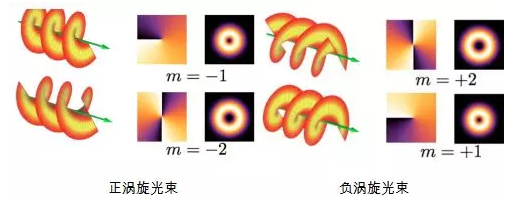 m = −1
m = +2
m = −2
m = +1
正涡旋光束
负涡旋光束